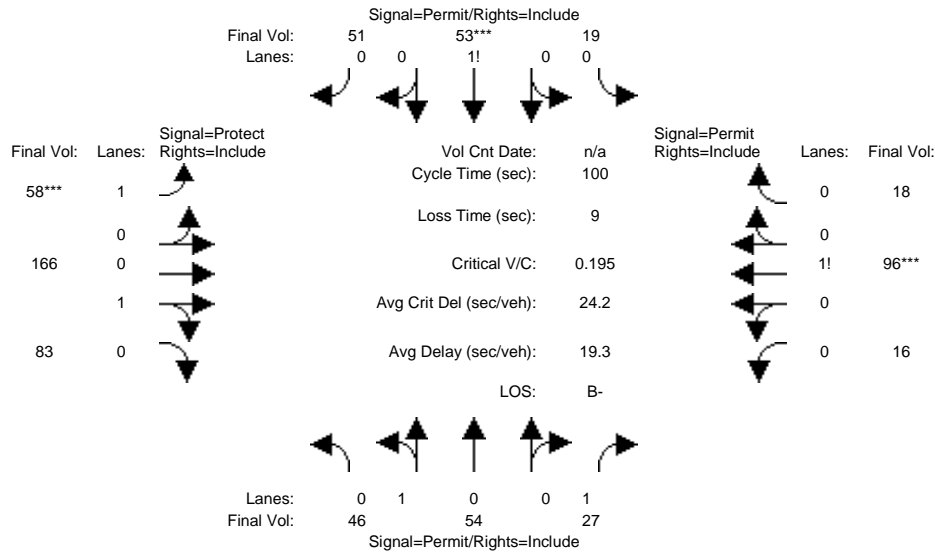 Signal=Permit/Rights=Include
Final Vol: 51 53*** 19
Lanes: 0 0 1! 0 0
Signal=Protect
Final Vol: Lanes: Rights=Include
Vol Cnt Date: n/a
Signal=Permit
Rights=Include Lanes: Final Vol:
Cycle Time (sec): 100
58*** 1
0 18
Loss Time (sec): 9
0
0
166 0
Critical V/C: 0.195
1! 96***
1
Avg Crit Del (sec/veh): 24.2
0
83 0
Avg Delay (sec/veh): 19.3
0 16
LOS: B-
Lanes: 0 1 0 0 1
Final Vol: 46 54 27
Signal=Permit/Rights=Include